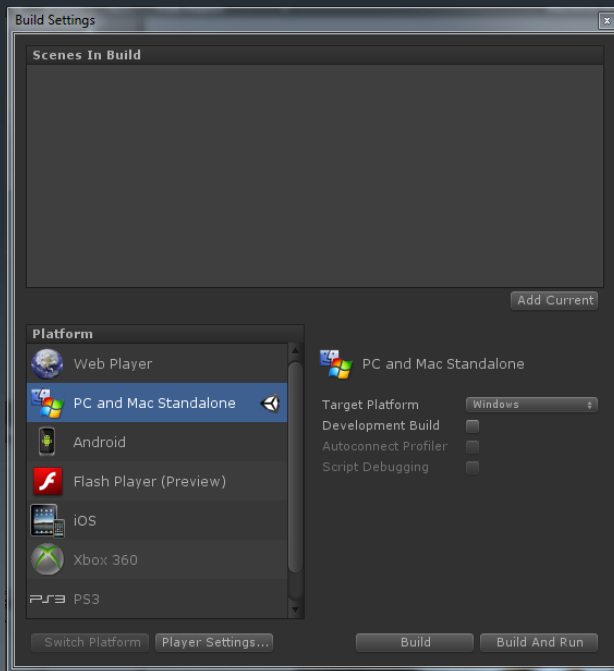 Build Settings
Scenes In Build
Add Current
Platform
Web Player
PC and Mac Standalone
Android
Flash Player (Preview)
iOS
Xbox 360
PS3 PS3
PC and Mac Standalone
Target Platform Windows
Development Build
Autoconnect Profiler
Script Debugging
Switch Platform Player Settings... Build Build And Run